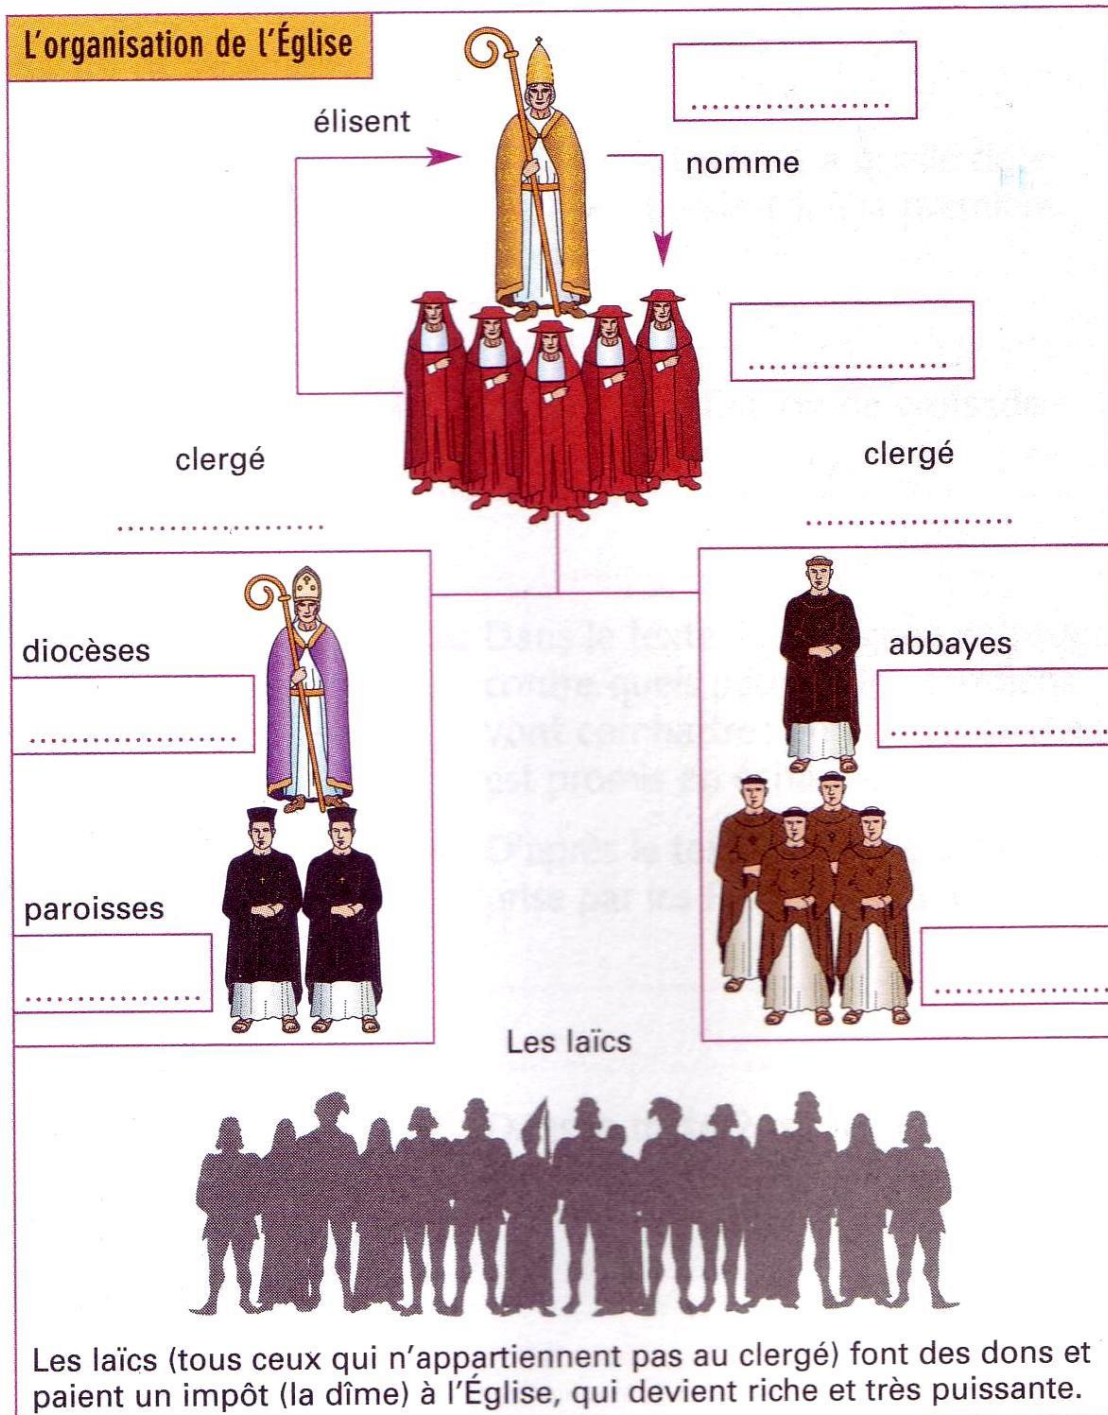 L'organisation de l'Église
....................
élisent
nomme
....................
clergé
clergé
.....................
.....................
diocèses
abbayes
.....................
.....................
paroisses
..................
..................
Les laïcs
Les laïcs (tous ceux qui n'appartiennent pas au clergé) font des dons et
paient un impôt (la dîme) à l'Église, qui devient riche et très puissante.